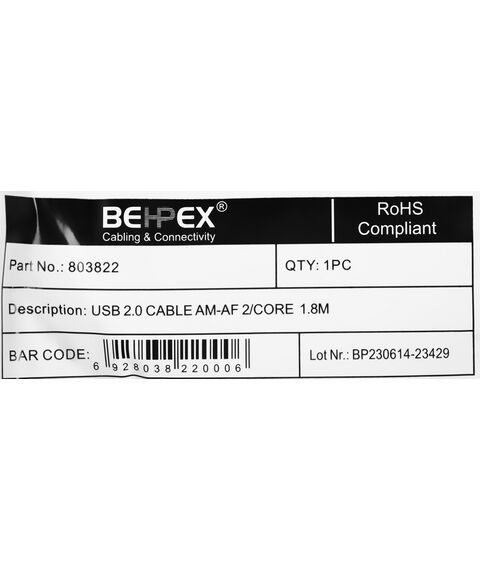 BEHPEX®
Cabling & Connectivity
RoHS
Compliant
Part No.: 803822
QTY: 1PC
Description: USB 2.0 CABLE AM-AF 2/CORE 1.8M
BAR CODE:
6 928038 220006
Lot Nr.: BP230614-23429